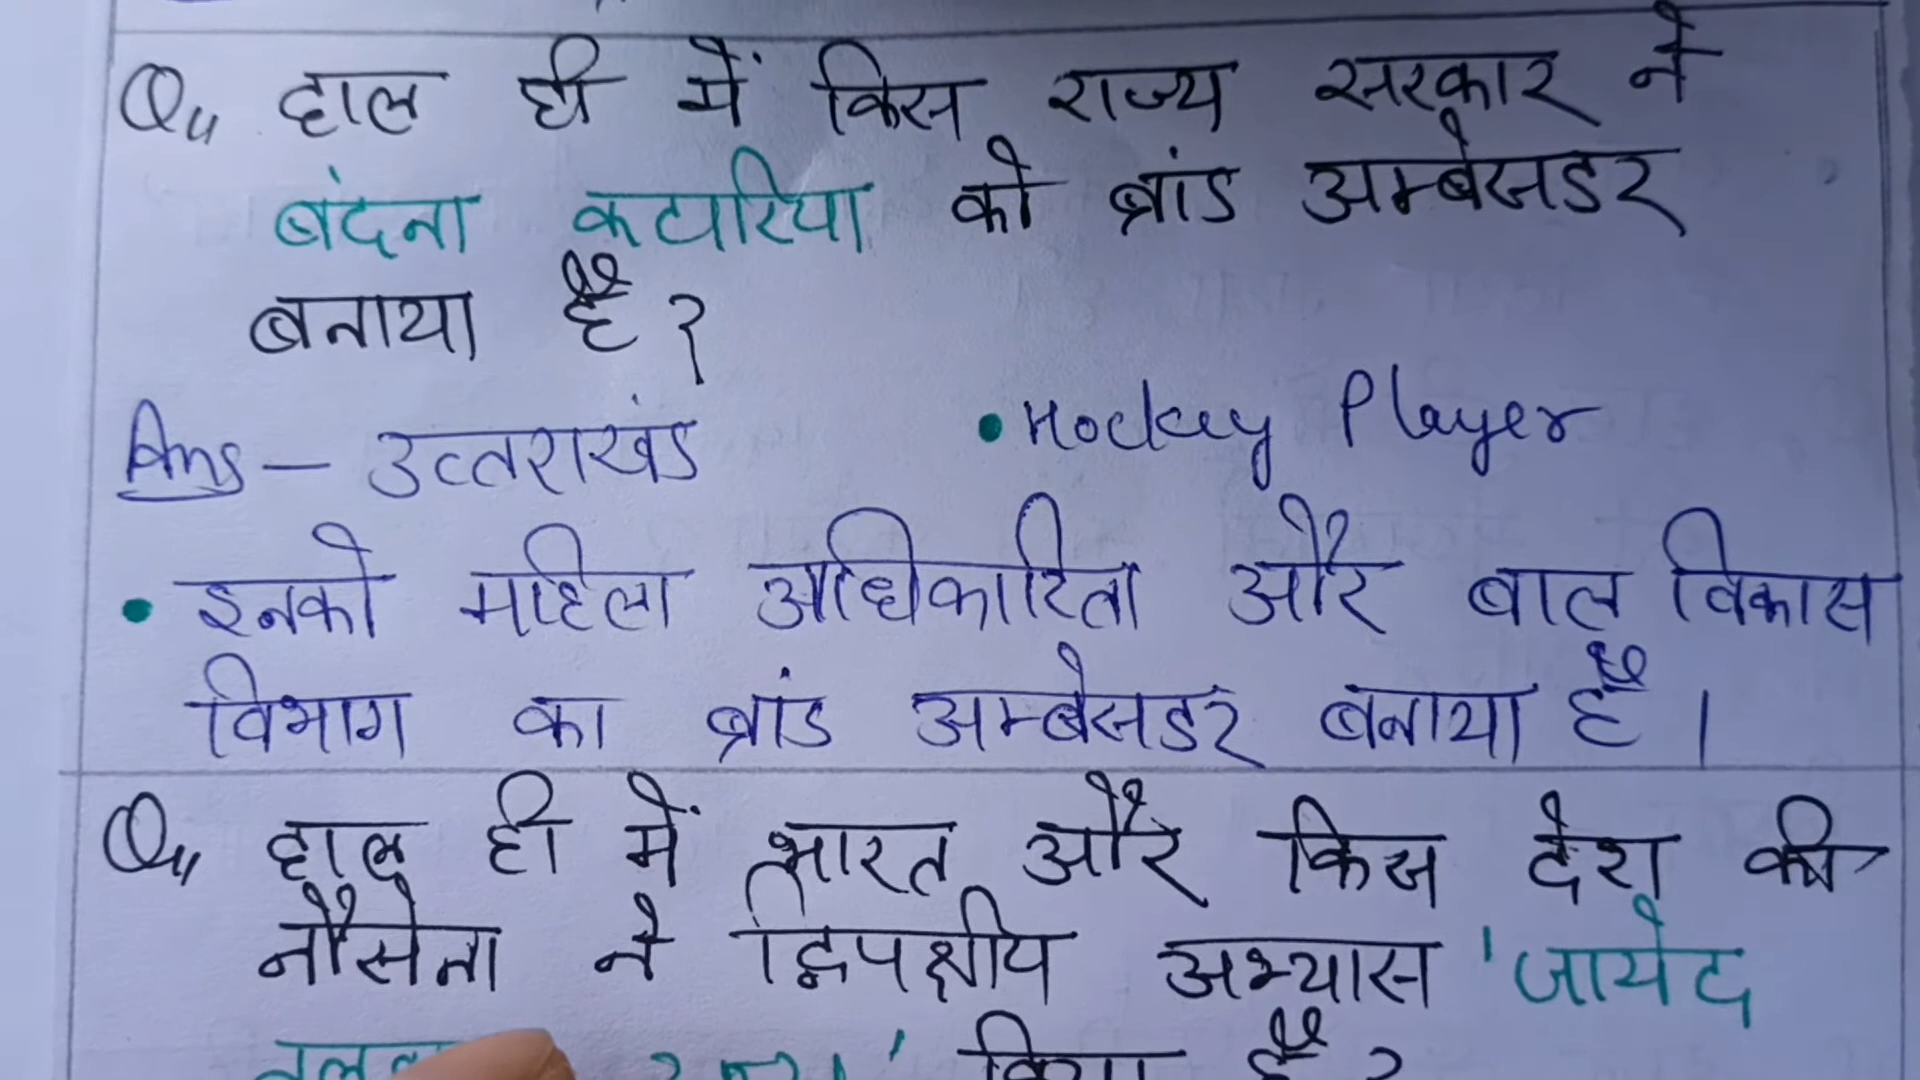 Q,, हाल ही में किस राज्य सरकार ने
बंदना कटारिया को ब्रांड अम्बेसडर
बनाया है ?
Ans – उत्तराखंड • Hockey Player
• इनको महिला अधिकारिता और बाल विकास
विभाग का ब्रांड अम्बेसडर बनाया है ।
Q,, हाल ही में भारत और किस देश की
नौसेना ने द्विपक्षीय अभ्यास 'जायेद
' किया है ?